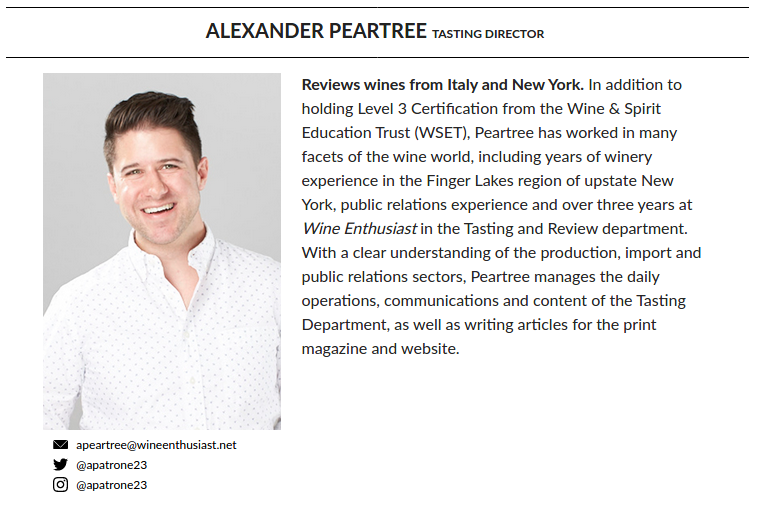 ALEXANDER PEARTREE TASTING DIRECTOR
Reviews wines from Italy and New York. In addition to
holding Level 3 Certification from the Wine & Spirit
Education Trust (WSET), Peartree has worked in many
facets of the wine world, including years of winery
experience in the Finger Lakes region of upstate New
York, public relations experience and over three years at
Wine Enthusiast in the Tasting and Review department.
With a clear understanding of the production, import and
public relations sectors, Peartree manages the daily
operations, communications and content of the Tasting
Department, as well as writing articles for the print
magazine and website.
apeartree@wineenthusiast.net
@apatrone23
@apatrone23